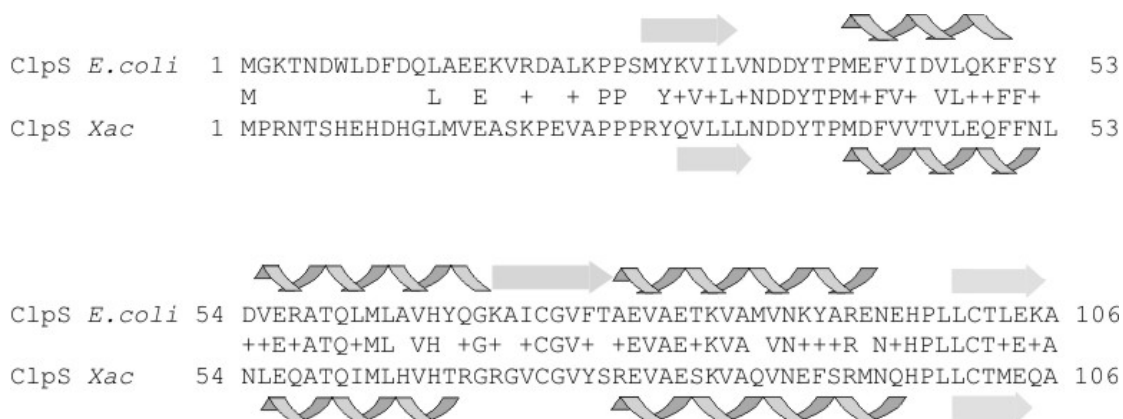 ClpS E.coli 1 MGKTNDWLDFDQLAEEKVRDALKPPSMYKVILVNDDYTPMEFVIDVLQKFFSY 53
M L E + + PP Y+V+L+NDDYTPM+FV+ VL++FF+
ClpS Xac 1 MPRNTSHEHDHGLMVEASKPEVAPPPRYQVLLLNDDYTPMDFVVTVLEQFFNL 53
ClpS E.coli 54 DVERATQLMLAVHYQGKAICGVFTAEVAETKVAMVNKYARENEHPLLCTLEKA 106
++E+ATQ+ML VH +G+ +CGV+ +EVAE+KVA VN+++R N+HPLLCT+E+A
ClpS Xac 54 NLEQATQIMLHVHTRGRGVCGVYSREVAESKVAQVNEFSRMNQHPLLCTMEQA 106